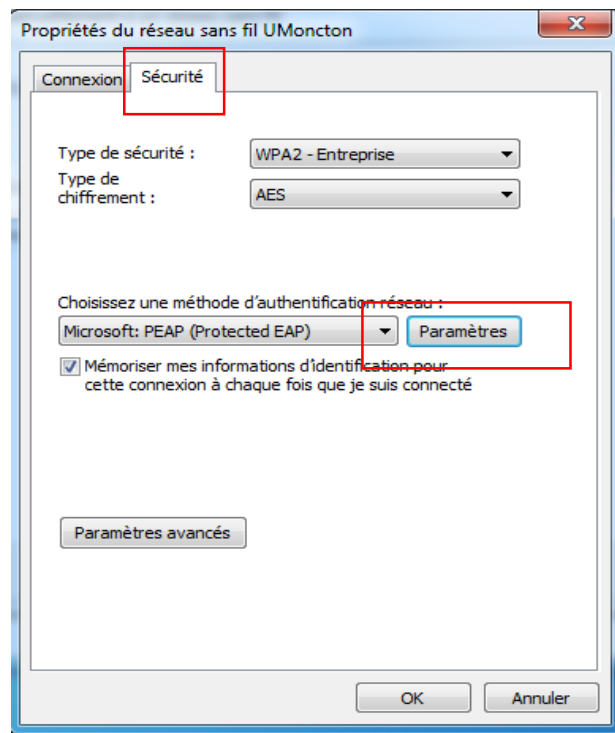 Propriétés du réseau sans fil UMoncton
Connexion Sécurité
Type de sécurité : WPA2 - Entreprise
Type de
chiffrement : AES
Choisissez une méthode d'authentification réseau :
Microsoft: PEAP (Protected EAP) Paramètres
Mémoriser mes informations d'identification pour
cette connexion à chaque fois que je suis connecté
Paramètres avancés
OK Annuler